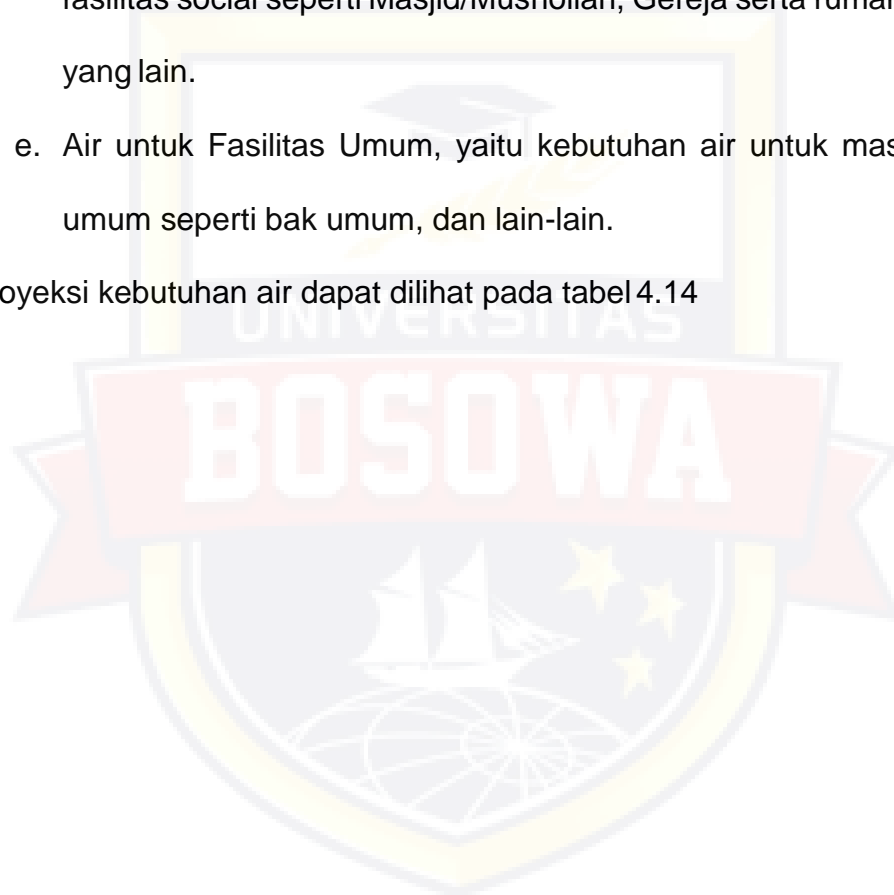 fasilitas social seperti Masjid/Mushollah, Gereja serta rumah
yang lain.
e. Air untuk Fasilitas Umum, yaitu kebutuhan air untuk mas
umum seperti bak umum, dan lain-lain.
oyeksi kebutuhan air dapat dilihat pada tabel 4.14
UNIVERSITAS
BOSOWA